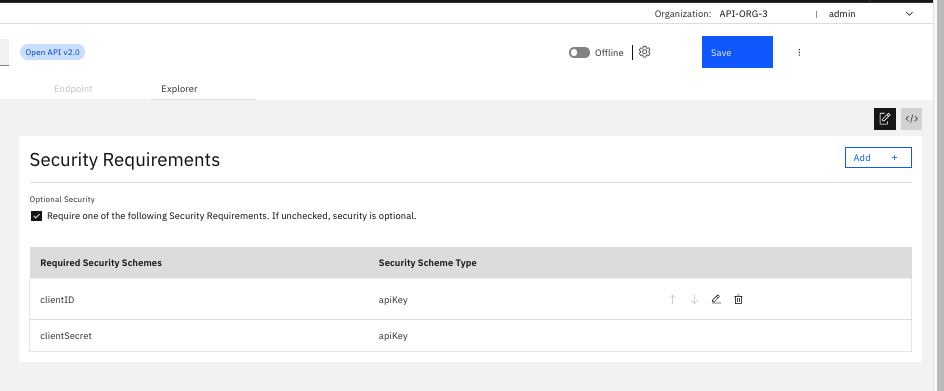 Organization: API-ORG-3 | admin
Open API v2.0
Offline
Save
Endpoint
Explorer
</>
Security Requirements
Add +
Optional Security
Require one of the following Security Requirements. If unchecked, security is optional.
Required Security Schemes Security Scheme Type
clientID apiKey
clientSecret apiKey